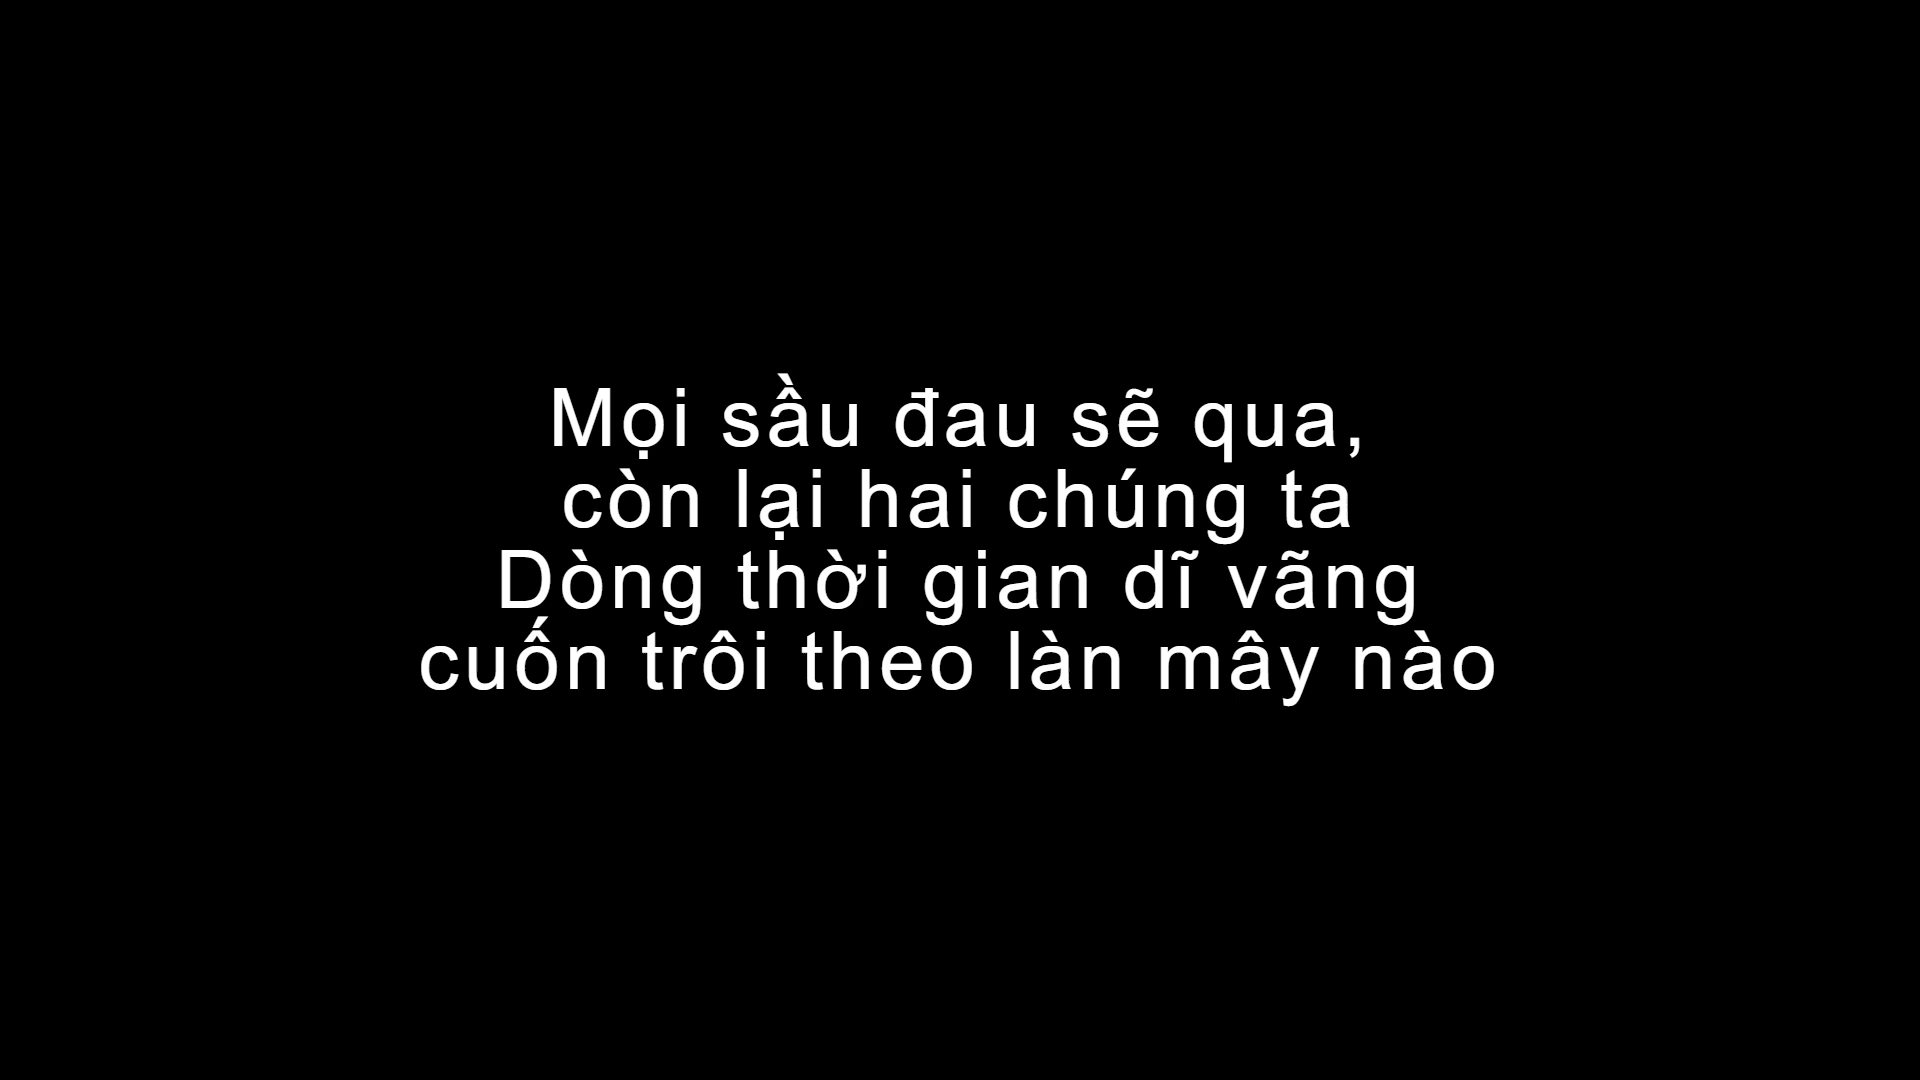 Mọi sầu đau sẽ qua,
còn lại hai chúng ta
Dòng thời gian dĩ vãng
cuốn trôi theo làn mây nào